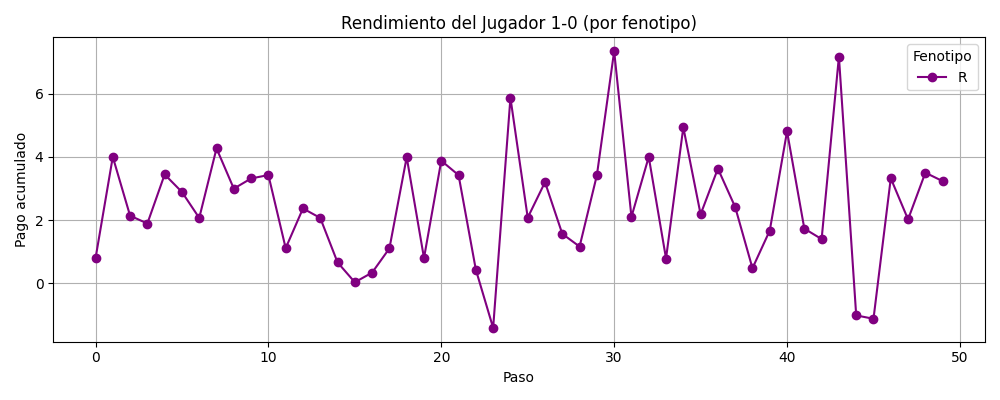 Rendimiento del Jugador 1-0 (por fenotipo)
Fenotipo
R
Pago acumulado
6
4
2
0
0
10
20
30
40
50
Paso